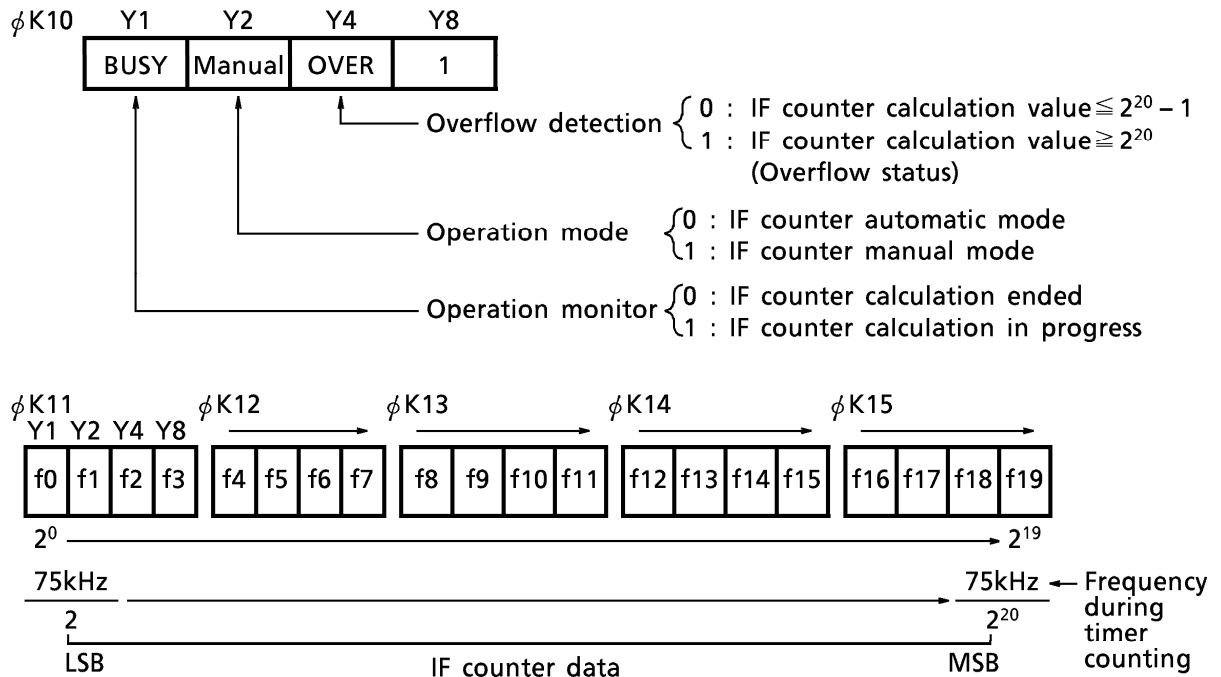 ϕK10 Y1 Y2 Y4 Y8
BUSY Manual OVER 1
Overflow detection { 0 : IF counter calculation value ≦ 2²⁰ – 1
1 : IF counter calculation value ≧ 2²⁰
(Overflow status)
Operation mode { 0 : IF counter automatic mode
1 : IF counter manual mode
Operation monitor { 0 : IF counter calculation ended
1 : IF counter calculation in progress
ϕK11 ϕK12 ϕK13 ϕK14 ϕK15
Y1 Y2 Y4 Y8
f0 f1 f2 f3 f4 f5 f6 f7 f8 f9 f10 f11 f12 f13 f14 f15 f16 f17 f18 f19
2⁰ 2¹⁹
75kHz 75kHz Frequency
2 2²⁰ during
timer
counting
LSB IF counter data MSB